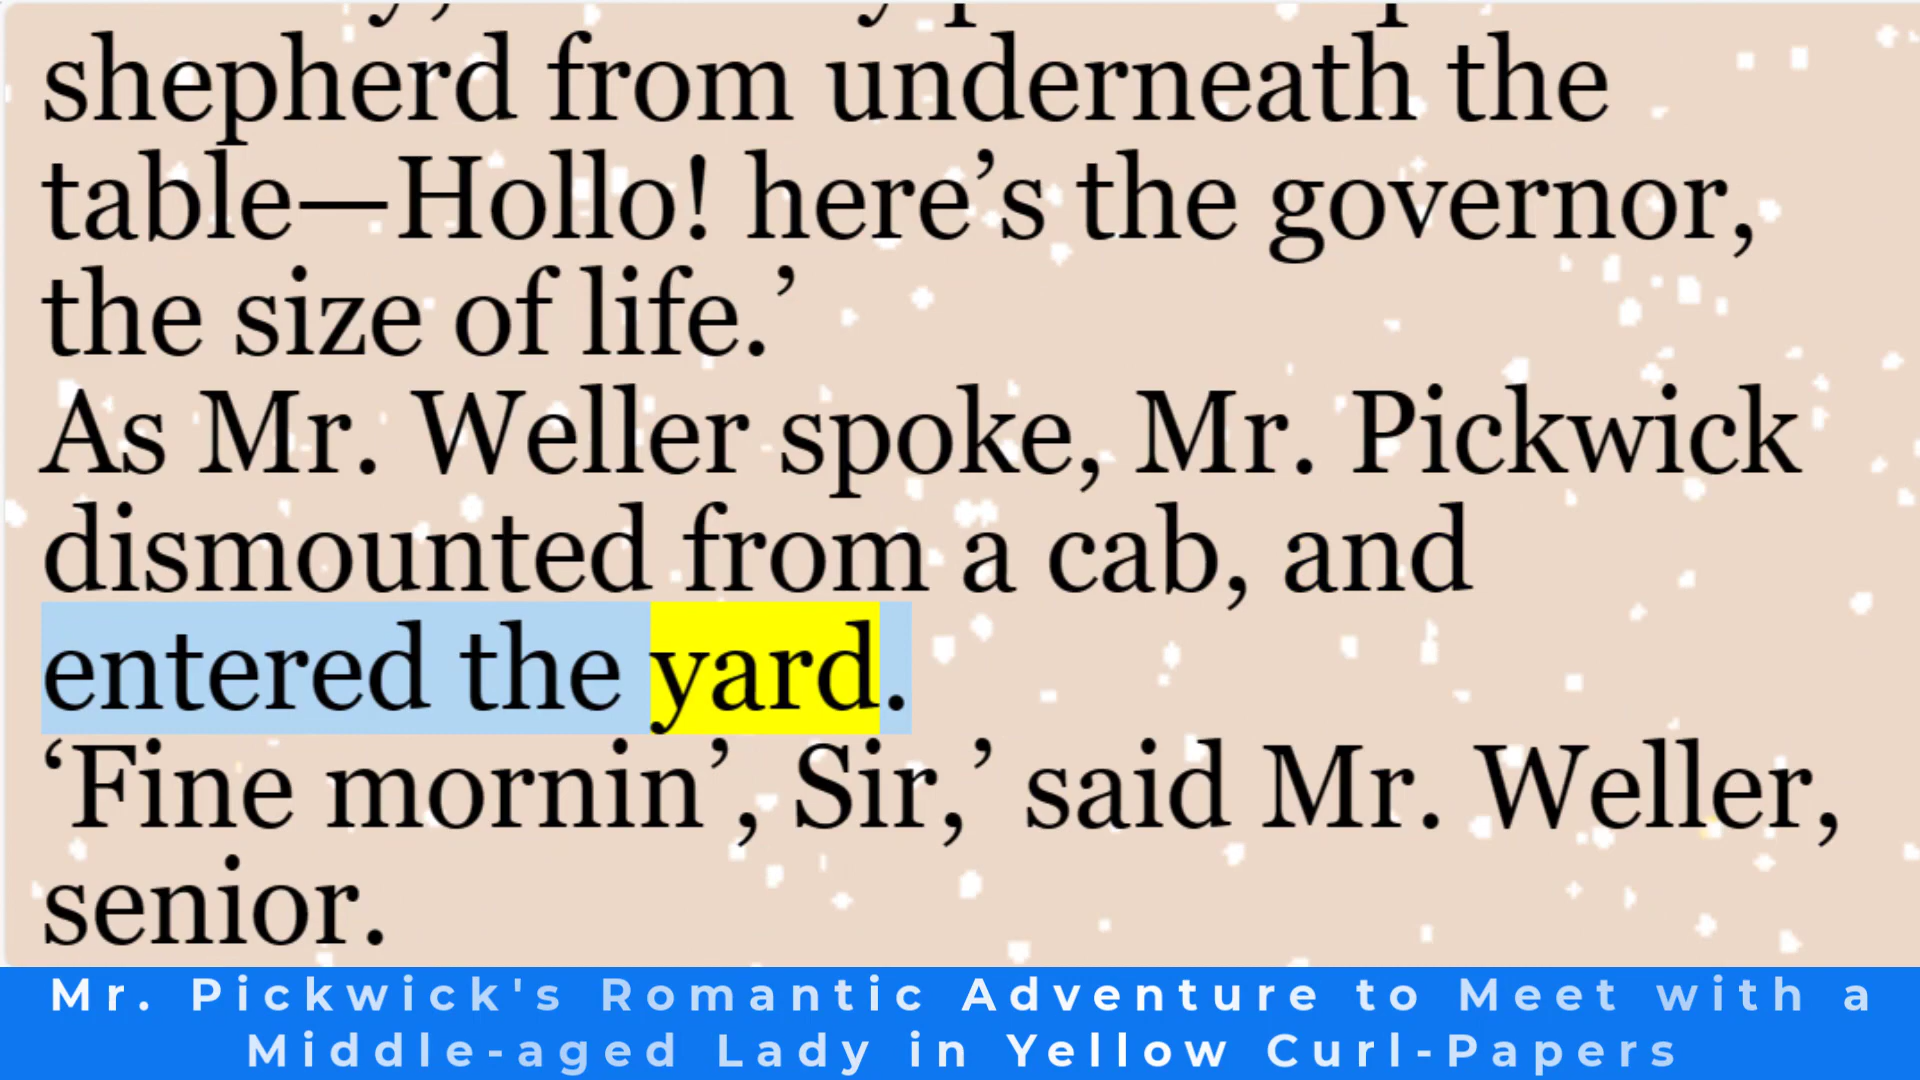 shepherd from underneath the
table—Hollo! here’s the governor,
the size of life.’
As Mr. Weller spoke, Mr. Pickwick
dismounted from a cab, and
entered the yard.
‘Fine mornin’, Sir,’ said Mr. Weller,
senior.
Mr. Pickwick's Romantic Adventure to Meet with a
Middle-aged Lady in Yellow Curl-Papers